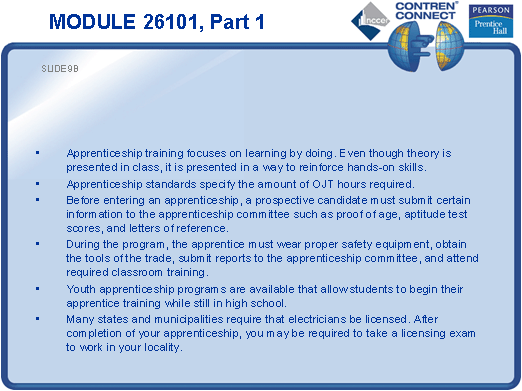 MODULE 26101, Part 1
nccer
CONTREN®
CONNECT
PEARSON
Prentice
Hall
SLIDE 9B
• Apprenticeship training focuses on learning by doing. Even though theory is
presented in class, it is presented in a way to reinforce hands-on skills.
• Apprenticeship standards specify the amount of OJT hours required.
• Before entering an apprenticeship, a prospective candidate must submit certain
information to the apprenticeship committee such as proof of age, aptitude test
scores, and letters of reference.
• During the program, the apprentice must wear proper safety equipment, obtain
the tools of the trade, submit reports to the apprenticeship committee, and attend
required classroom training.
• Youth apprenticeship programs are available that allow students to begin their
apprentice training while still in high school.
• Many states and municipalities require that electricians be licensed. After
completion of your apprenticeship, you may be required to take a licensing exam
to work in your locality.